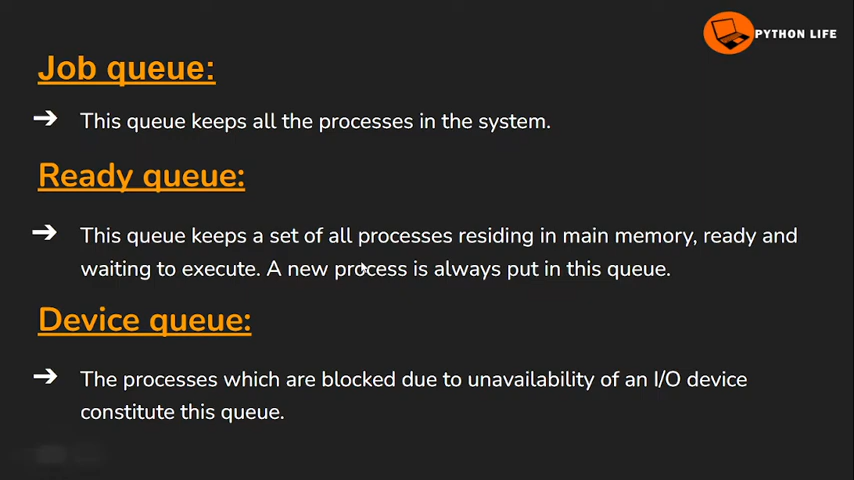 PYTHON LIFE
Job queue:
➔ This queue keeps all the processes in the system.
Ready queue:
➔ This queue keeps a set of all processes residing in main memory, ready and
waiting to execute. A new process is always put in this queue.
Device queue:
➔ The processes which are blocked due to unavailability of an I/O device
constitute this queue.